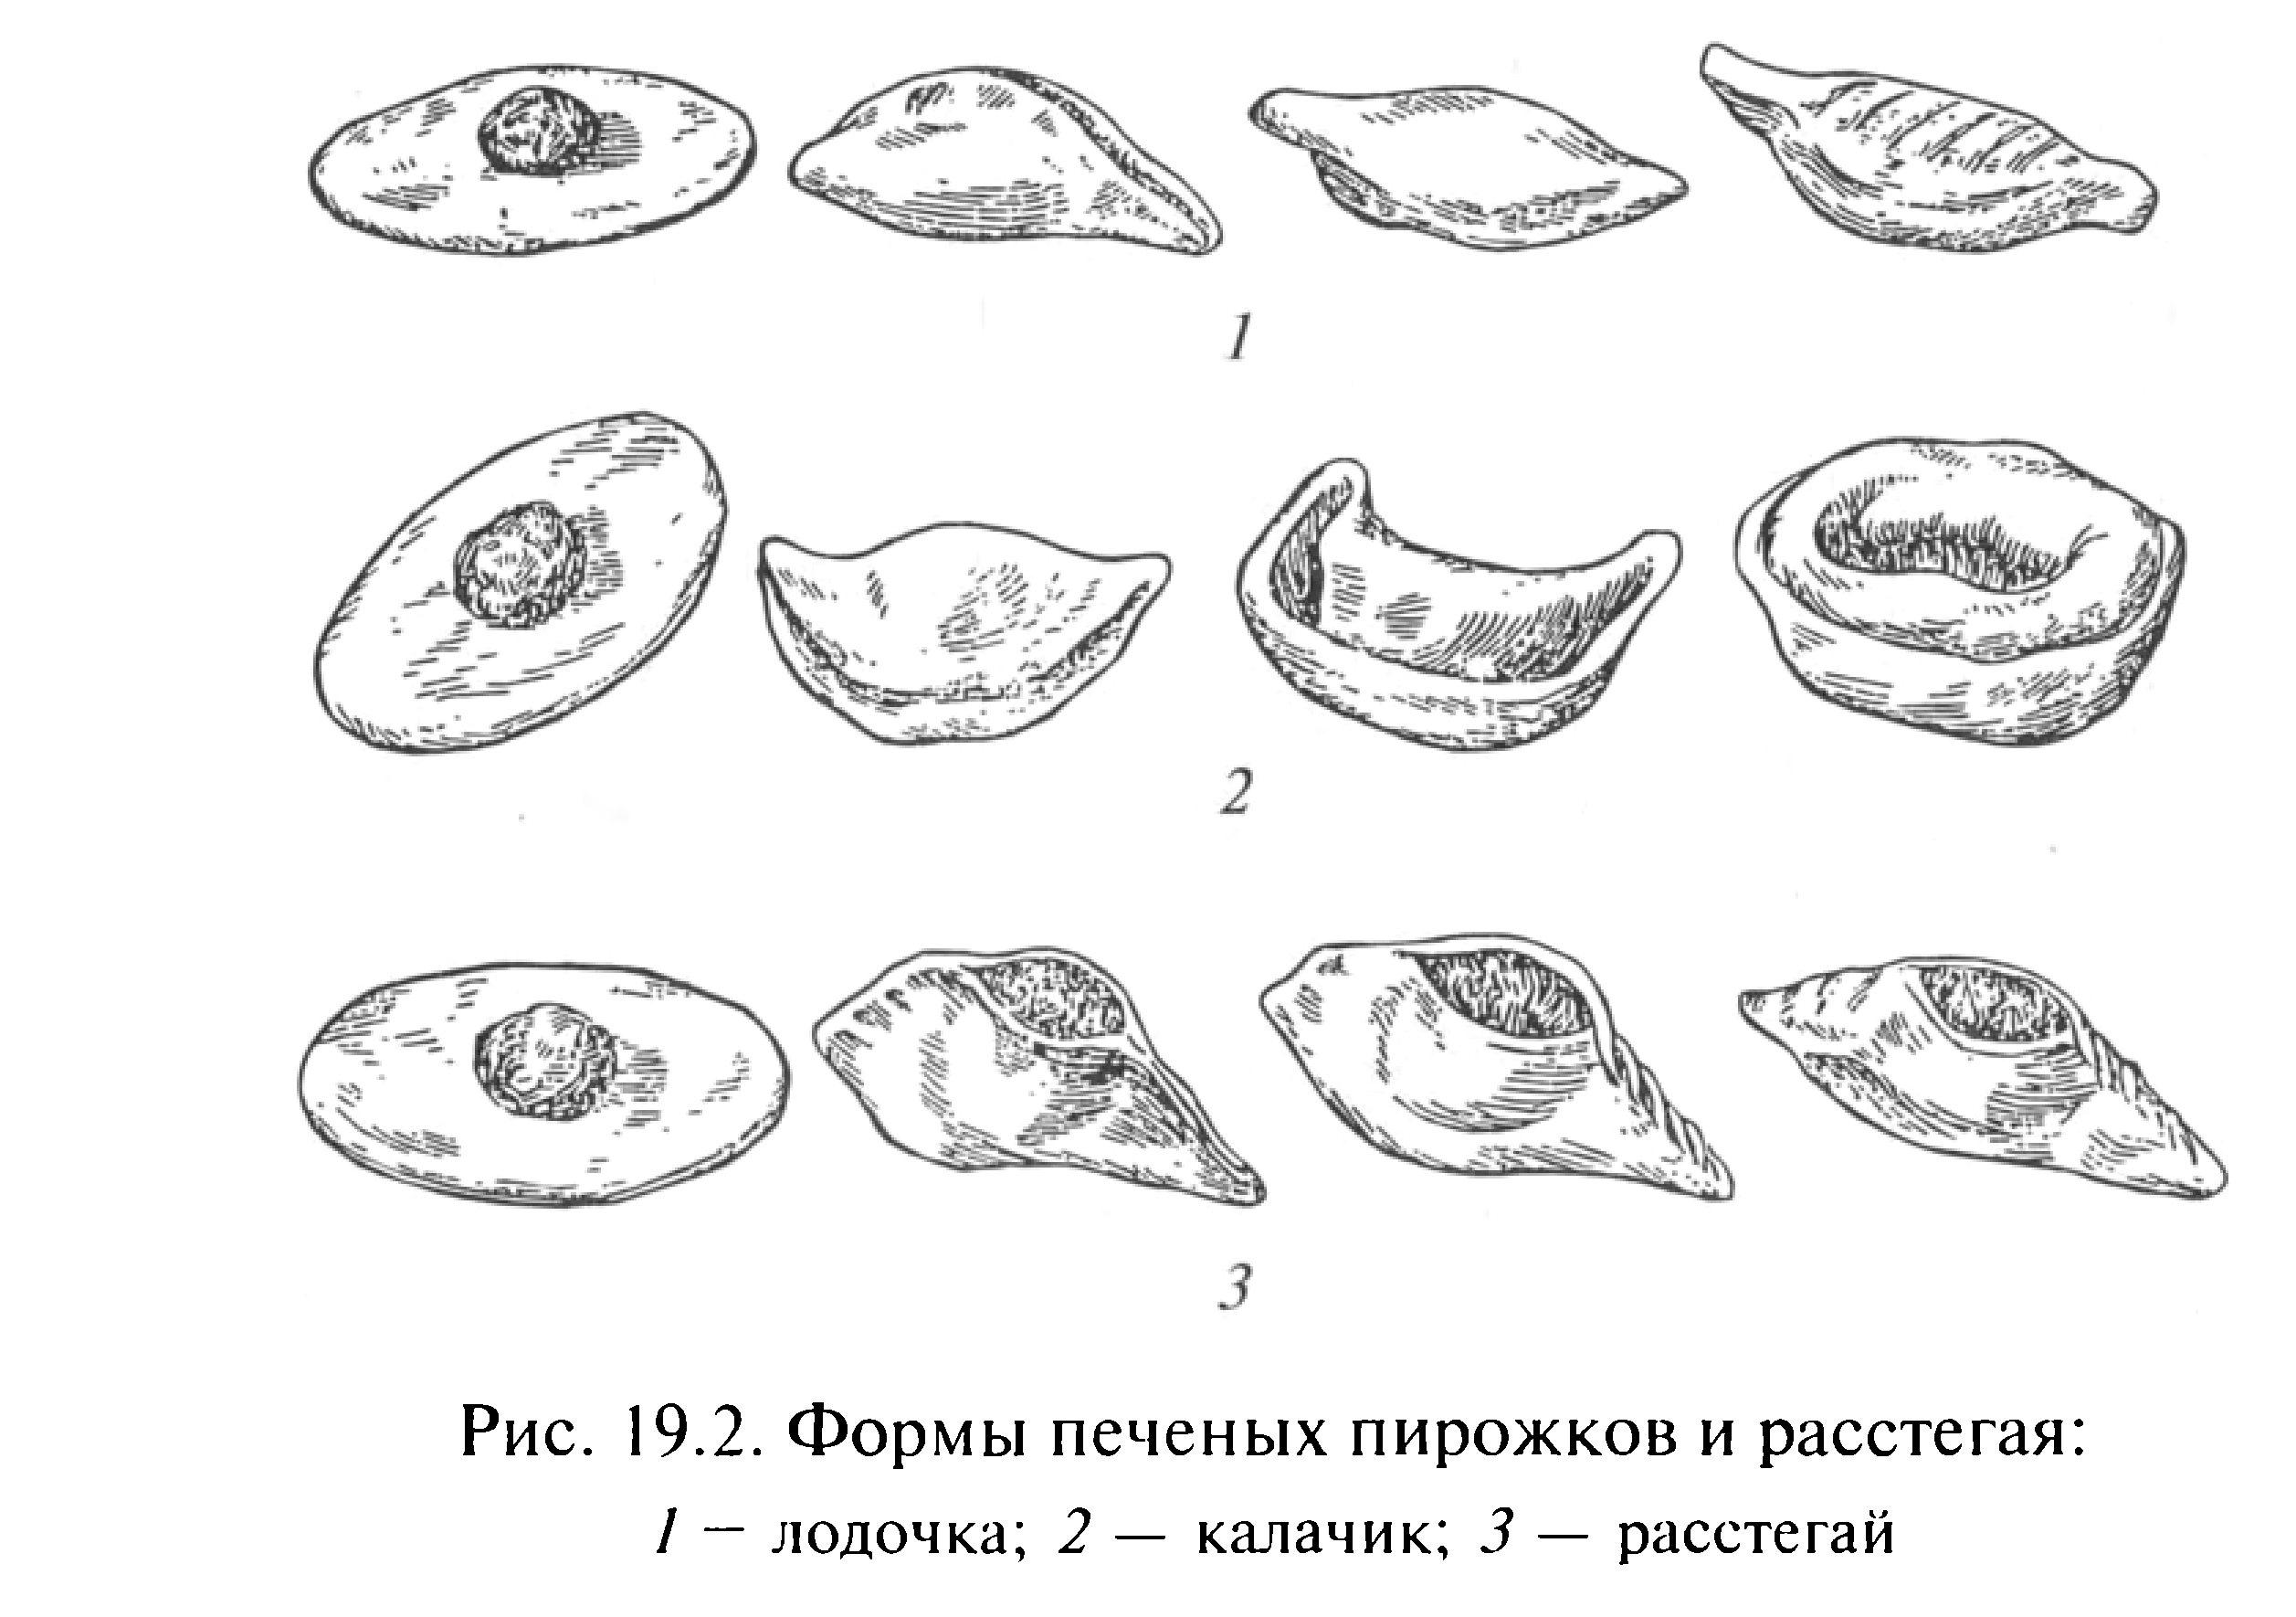 1
2
3
Рис. 19.2. Формы печеных пирожков и расстегая:
1 — лодочка; 2 — калачик; 3 — расстегай